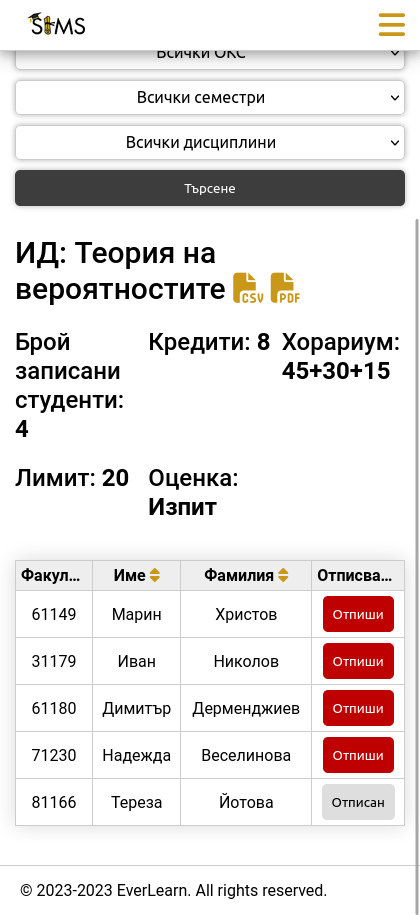 SIMS
Всички ОКС
Всички семестри
Всички дисциплини
Търсене
ИД: Теория на
вероятностите CSV PDF
Брой Кредити: 8 Хорариум:
записани 45+30+15
студенти:
4
Лимит: 20 Оценка:
Изпит
Факул... Име Фамилия Отписва...
61149 Марин Христов Отпиши
31179 Иван Николов Отпиши
61180 Димитър Дерменджиев Отпиши
71230 Надежда Веселинова Отпиши
81166 Тереза Йотова Отписан
© 2023-2023 EverLearn. All rights reserved.